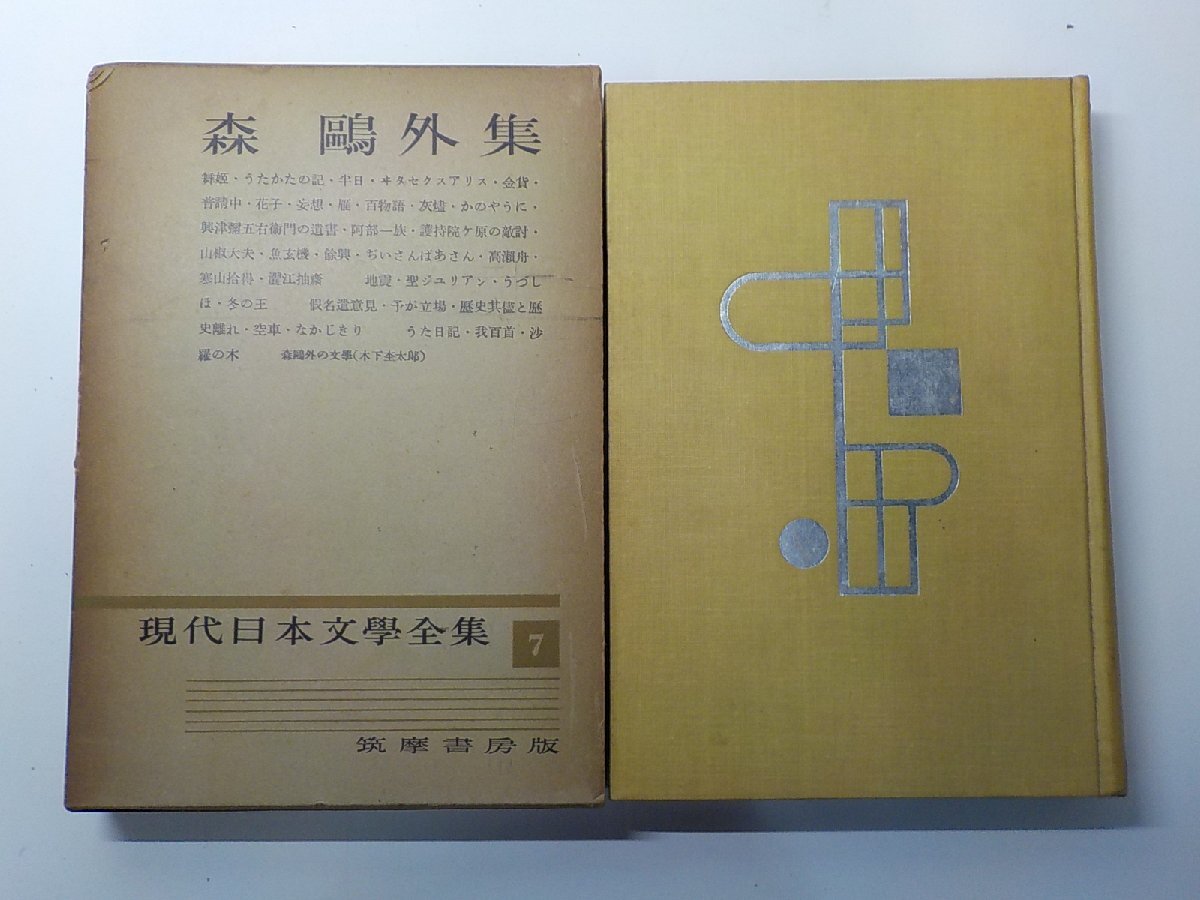 森 鷗外集
舞姫・うたかたの記・半日・ヰタセクスアリス・金貨・
普請中・花子・妄想・雁・百物語・灰燼・かのやうに・
興津彌五右衛門の遺書・阿部一族・護持院ケ原の敵討・
山椒大夫・魚玄機・餘興・ぢいさんばあさん・高瀬舟・
寒山拾得・澀江抽齋 地震・聖ジユリアン・うづし
ほ・冬の王 假名遣意見・予が立場・歷史其儘と歷
史離れ・空車・なかじきり うた日記・我百首・沙
羅の木 森鷗外の文學(木下杢太郎)
現代日本文學全集 7
筑摩書房版